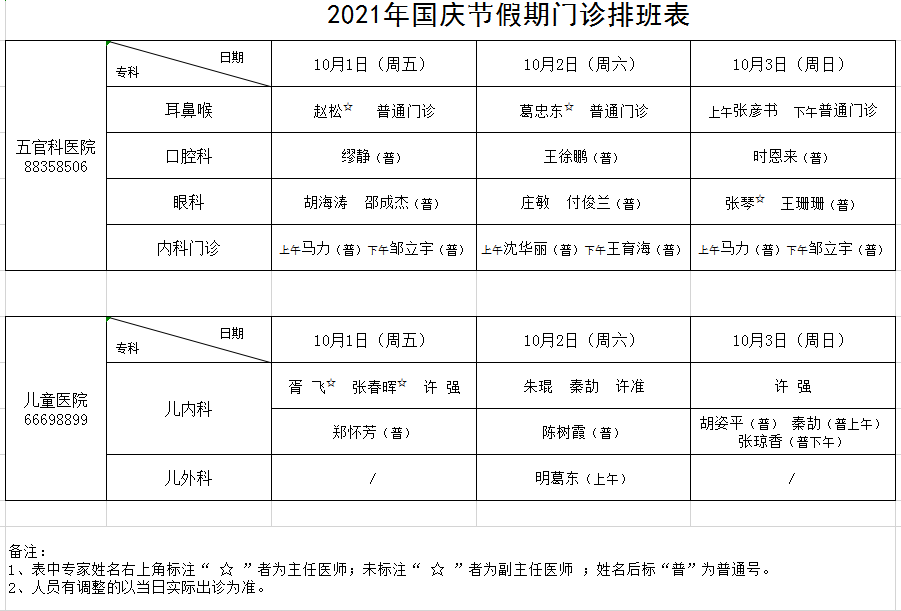 2021年国庆节假期门诊排班表
五官科医院
88358506
日期
专科
10月1日（周五） 10月2日（周六） 10月3日（周日）
耳鼻喉 赵松☆ 普通门诊 葛忠东☆ 普通门诊 上午张彦书 下午普通门诊
口腔科 缪静（普） 王徐鹏（普） 时恩来（普）
眼科 胡海涛 邵成杰（普） 庄敏 付俊兰（普） 张琴☆ 王珊珊（普）
内科门诊 上午马力（普）下午邹立宇（普） 上午沈华丽（普）下午王育海（普） 上午马力（普）下午邹立宇（普）
儿童医院
66698899
日期
专科
10月1日（周五） 10月2日（周六） 10月3日（周日）
儿内科
胥 飞☆ 张春晖☆ 许 强 朱琨 秦劼 许准 许 强
郑怀芳（普） 陈树霞（普） 胡姿平（普） 秦劼（普上午）
张琼香（普下午）
儿外科 / 明葛东（上午） /
备注：
1、表中专家姓名右上角标注“ ☆ ”者为主任医师；未标注“ ☆ ”者为副主任医师 ；姓名后标“普”为普通号。
2、人员有调整的以当日实际出诊为准。